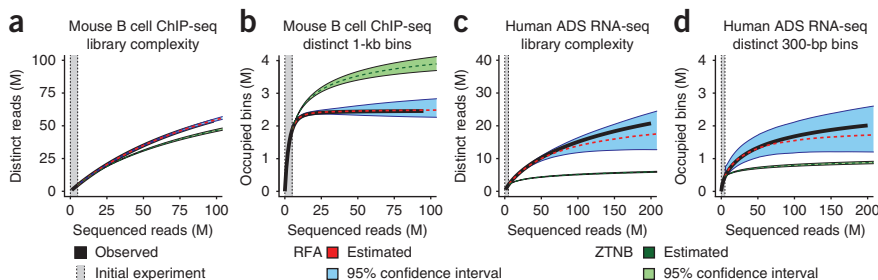 a
Mouse B cell ChIP-seq
library complexity
Distinct reads (M)
100
75
50
25
0
0 25 50 75 100
Sequenced reads (M)
b
Mouse B cell ChIP-seq
distinct 1-kb bins
Occupied bins (M)
4
3
2
1
0
0 25 50 75 100
Sequenced reads (M)
c
Human ADS RNA-seq
library complexity
Distinct reads (M)
40
30
20
10
0
0 50 100 150 200
Sequenced reads (M)
d
Human ADS RNA-seq
distinct 300-bp bins
Occupied bins (M)
4
3
2
1
0
0 50 100 150 200
Sequenced reads (M)
Observed
Initial experiment
RFA
Estimated
95% confidence interval
ZTNB
Estimated
95% confidence interval